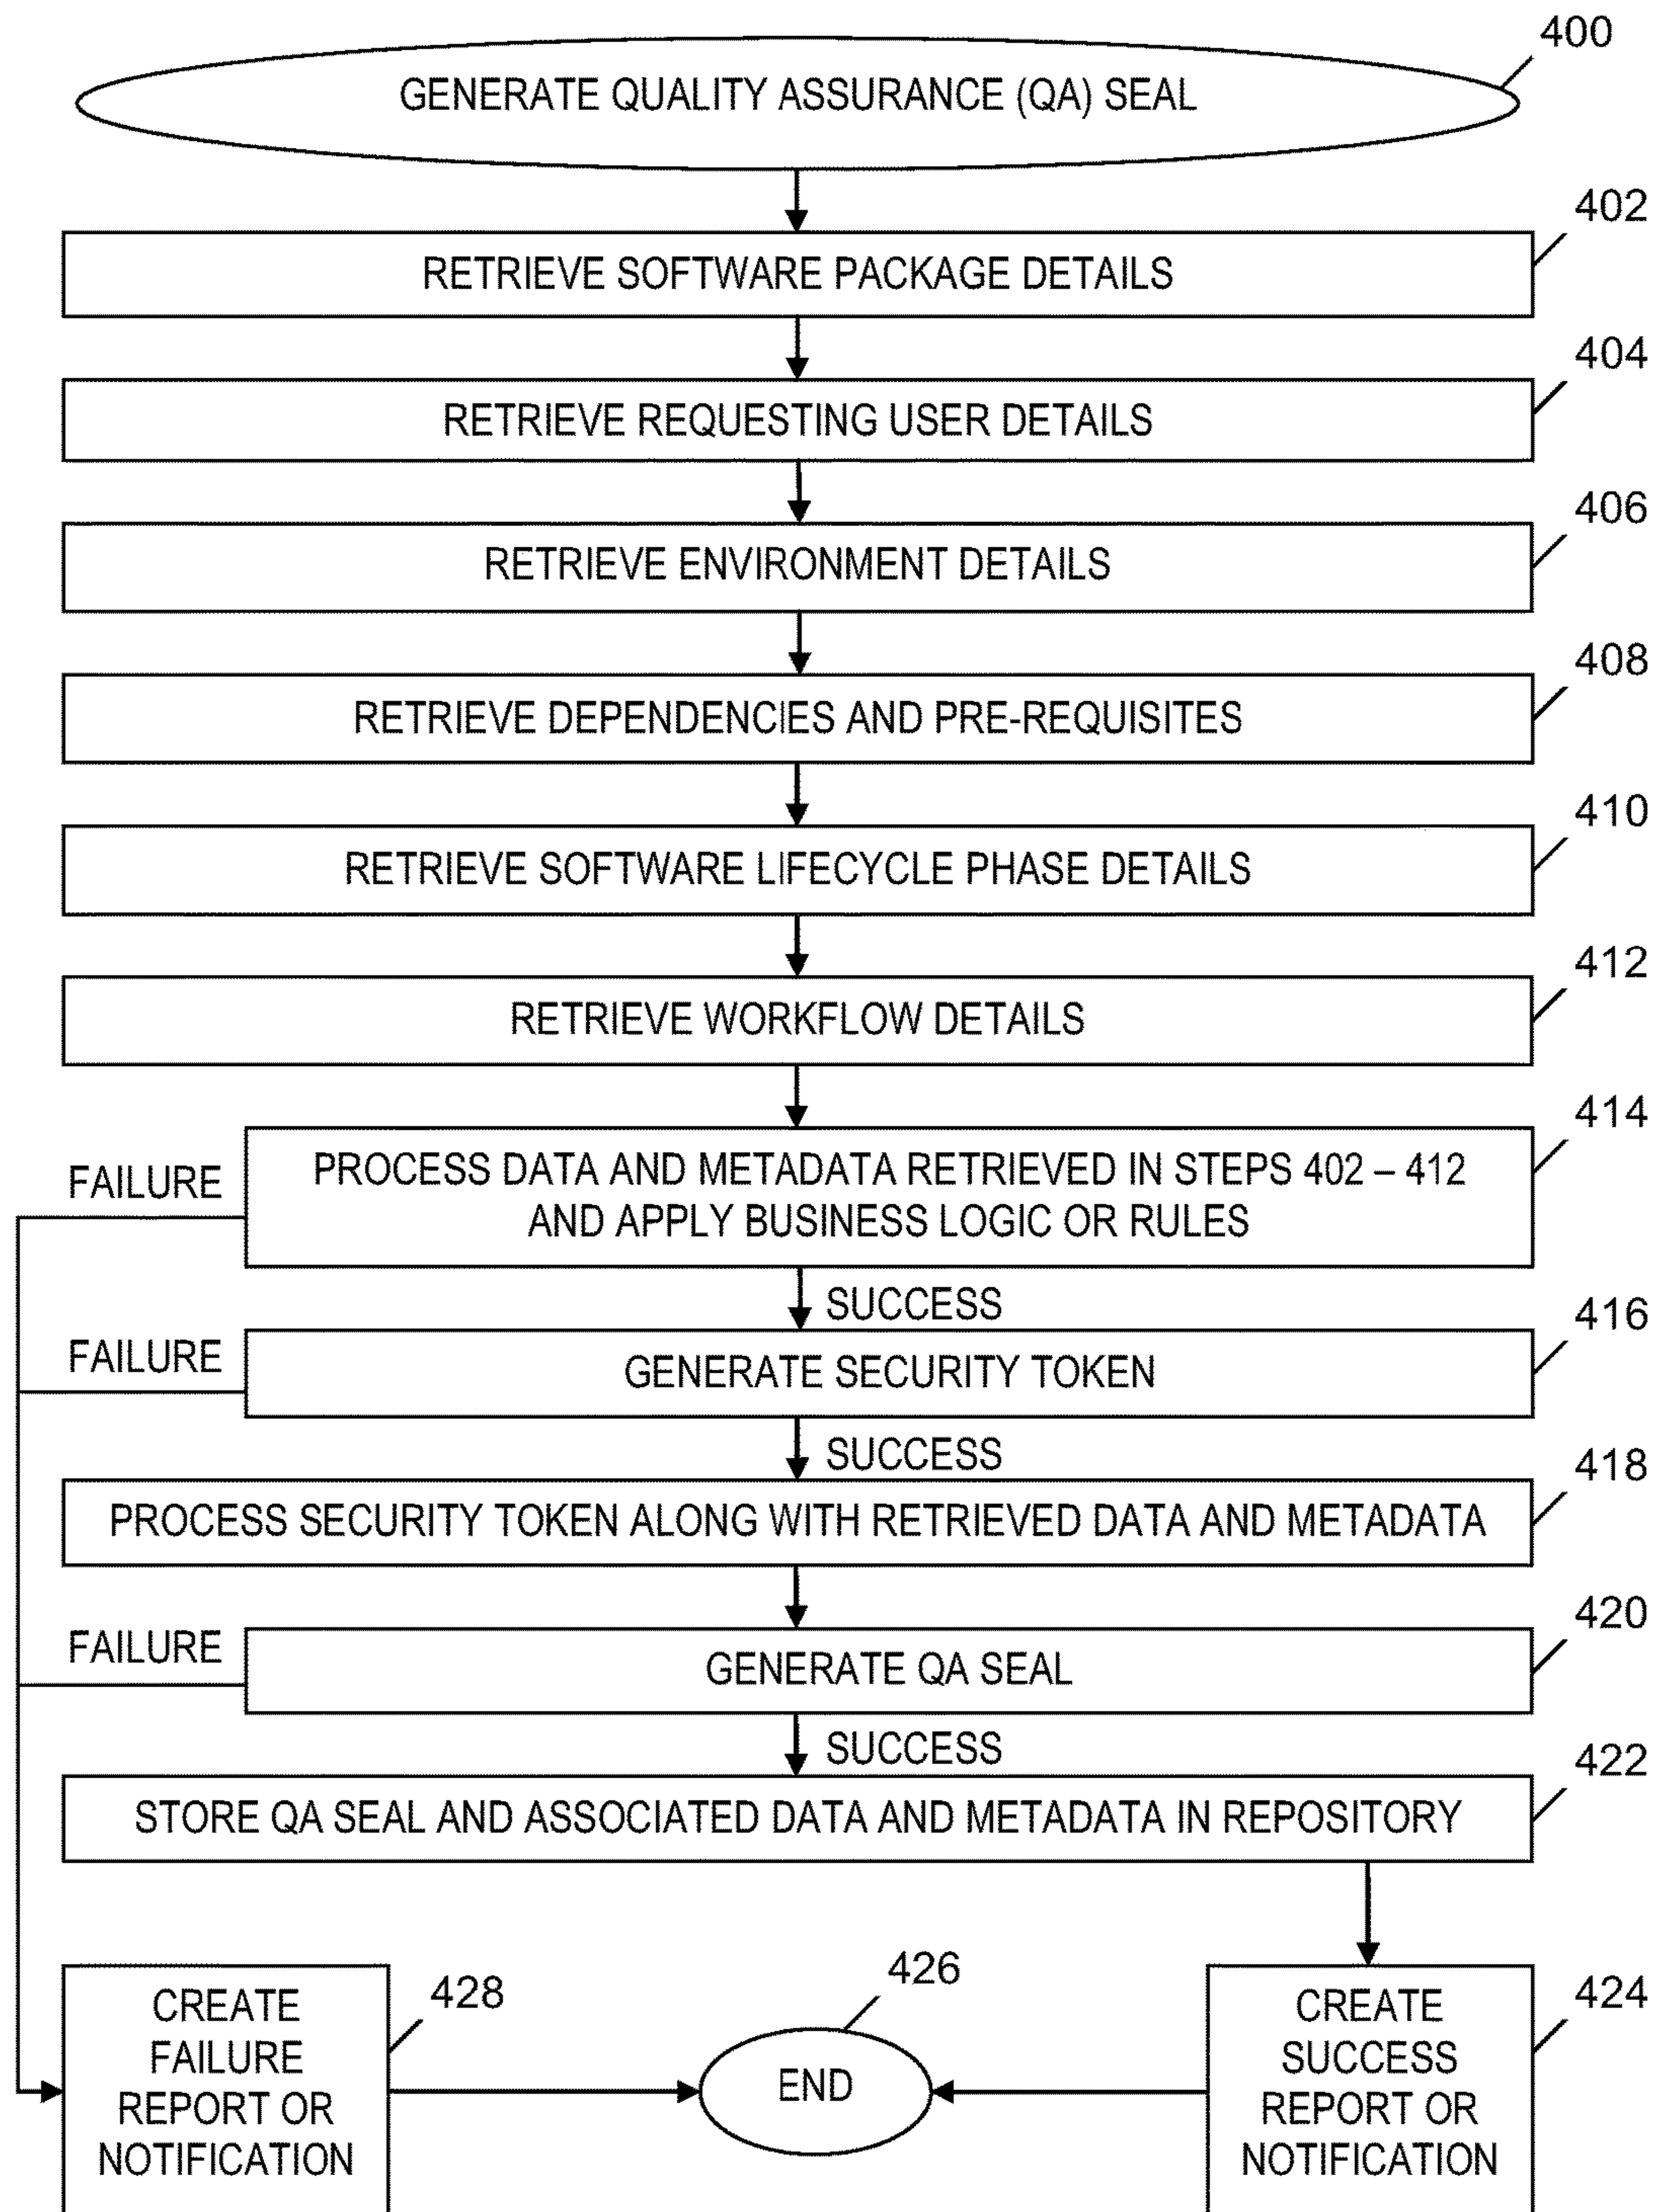 400
GENERATE QUALITY ASSURANCE (QA) SEAL
402
RETRIEVE SOFTWARE PACKAGE DETAILS
404
RETRIEVE REQUESTING USER DETAILS
406
RETRIEVE ENVIRONMENT DETAILS
408
RETRIEVE DEPENDENCIES AND PRE-REQUISITES
410
RETRIEVE SOFTWARE LIFECYCLE PHASE DETAILS
412
RETRIEVE WORKFLOW DETAILS
414
FAILURE
PROCESS DATA AND METADATA RETRIEVED IN STEPS 402 – 412
AND APPLY BUSINESS LOGIC OR RULES
SUCCESS
416
FAILURE
GENERATE SECURITY TOKEN
SUCCESS
418
PROCESS SECURITY TOKEN ALONG WITH RETRIEVED DATA AND METADATA
420
FAILURE
GENERATE QA SEAL
SUCCESS
422
STORE QA SEAL AND ASSOCIATED DATA AND METADATA IN REPOSITORY
CREATE
FAILURE
REPORT OR
NOTIFICATION
428
426
END
CREATE
SUCCESS
REPORT OR
NOTIFICATION
424